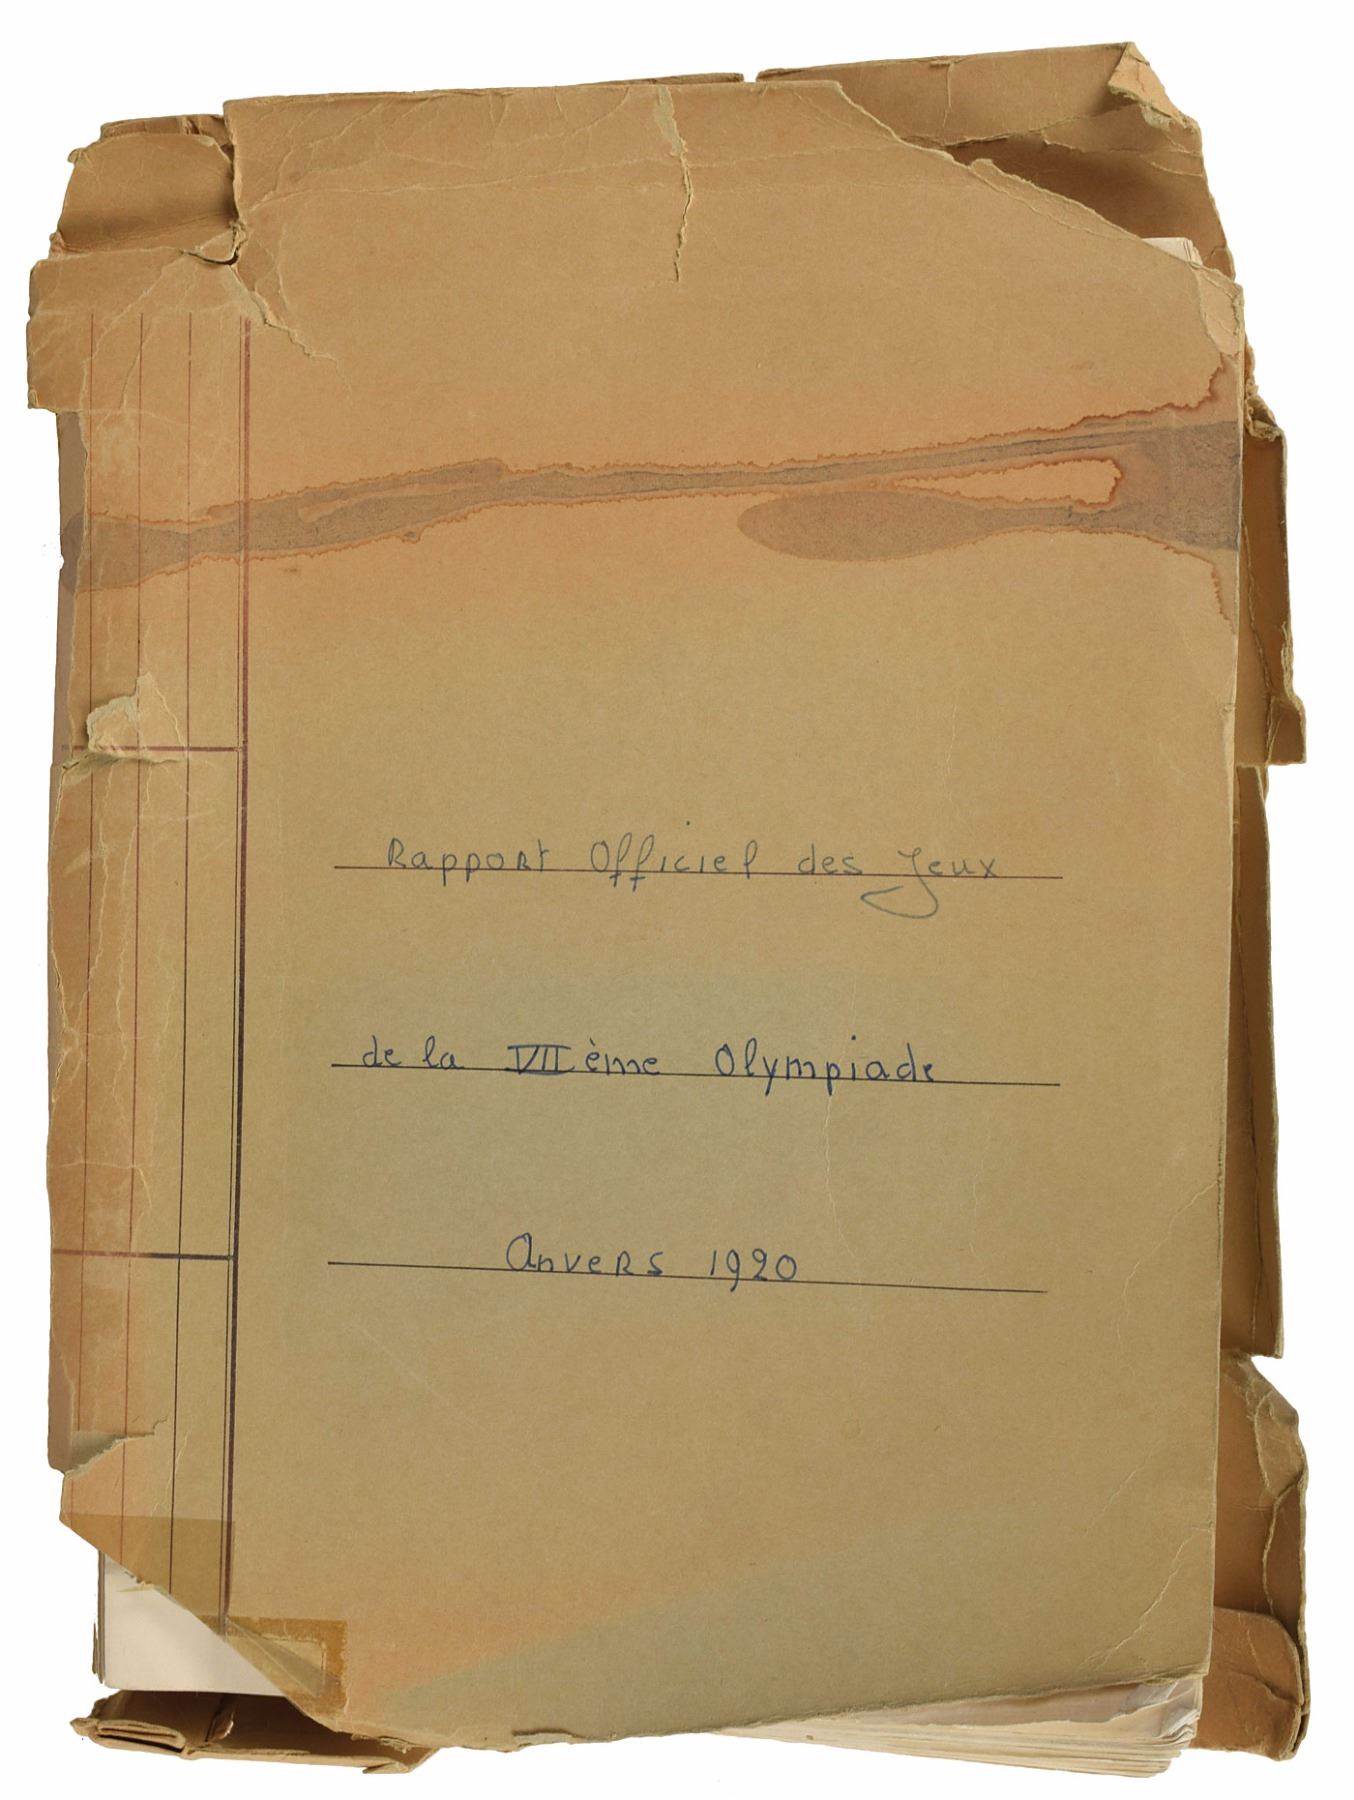 Rapport Officiel des Jeux
de la VIIème Olympiade
Anvers 1920